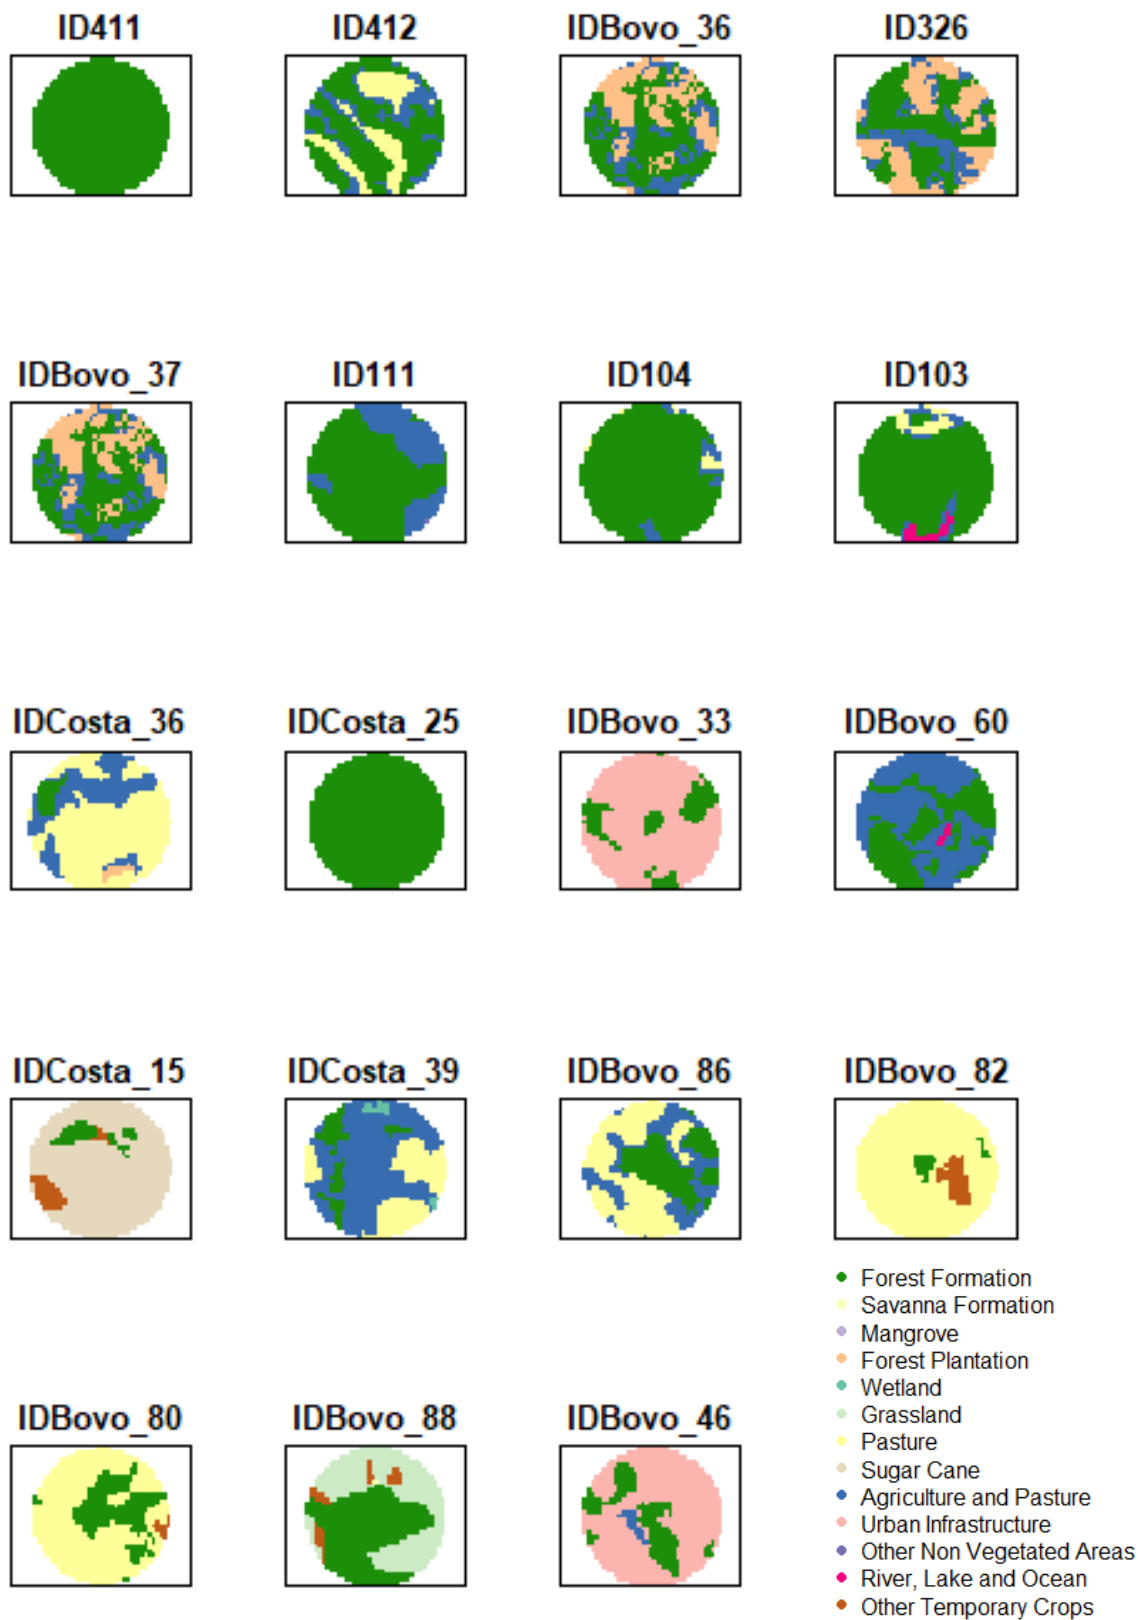 ID411
ID412
IDBovo_36
ID326
IDBovo_37
ID111
ID104
ID103
IDCosta_36
IDCosta_25
IDBovo_33
IDBovo_60
IDCosta_15
IDCosta_39
IDBovo_86
IDBovo_82
Forest Formation
Savanna Formation
Mangrove
Forest Plantation
Wetland
Grassland
Pasture
Sugar Cane
Agriculture and Pasture
Urban Infrastructure
Other Non Vegetated Areas
River, Lake and Ocean
Other Temporary Crops
IDBovo_80
IDBovo_88
IDBovo_46